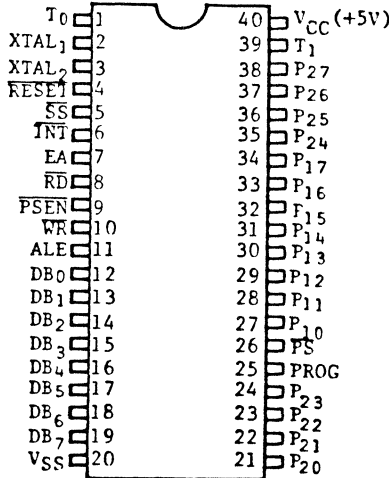 T0 1 40 VCC (+5V)
XTAL1 2 39 T1
XTAL2 3 38 P27
RESET 4 37 P26
SS 5 36 P25
INT 6 35 P24
EA 7 34 P17
RD 8 33 P16
PSEN 9 32 F15
WR 10 31 P14
ALE 11 30 P13
DB0 12 29 P12
DB1 13 28 P11
DB2 14 27 P10
DB3 15 26 PS
DB4 16 25 PROG
DB5 17 24 P23
DB6 18 23 P22
DB7 19 22 P21
VSS 20 21 P20